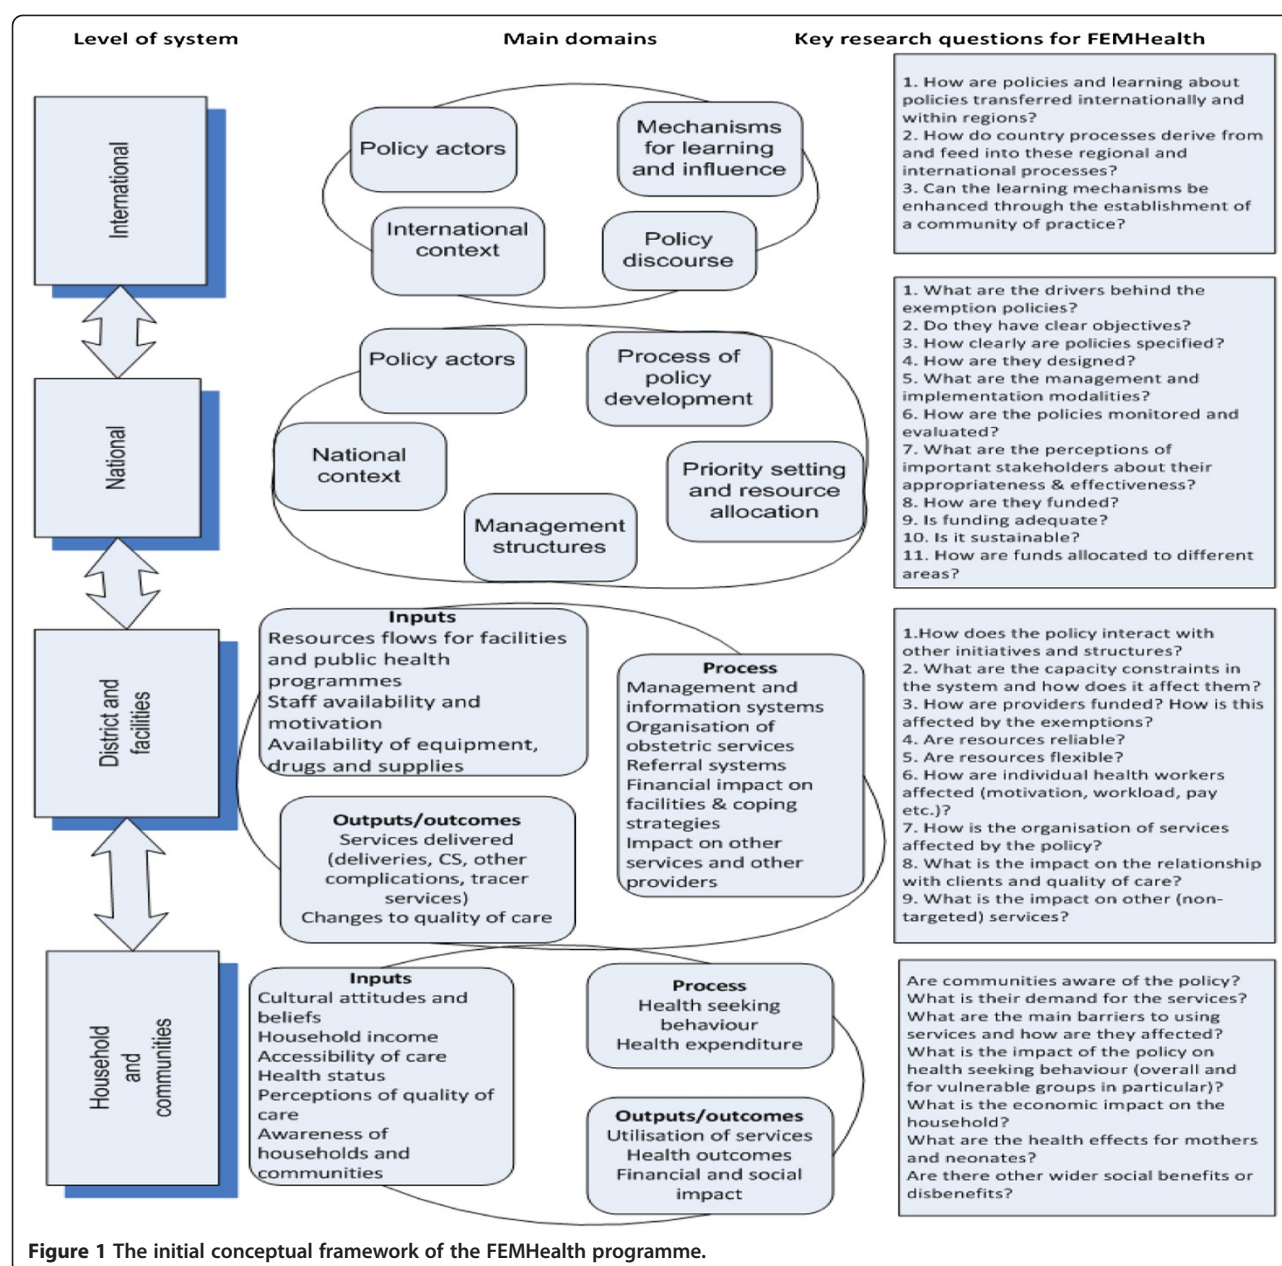 Level of system
Main domains
Key research questions for FEMHealth
International
Policy actors
Mechanisms
for learning
and influence
International
context
Policy
discourse
1. How are policies and learning about
policies transferred internationally and
within regions?
2. How do country processes derive from
and feed into these regional and
international processes?
3. Can the learning mechanisms be
enhanced through the establishment of
a community of practice?
National
Policy actors
Process of
policy
development
National
context
Priority setting
and resource
allocation
Management
structures
1. What are the drivers behind the
exemption policies?
2. Do they have clear objectives?
3. How clearly are policies specified?
4. How are they designed?
5. What are the management and
implementation modalities?
6. How are the policies monitored and
evaluated?
7. What are the perceptions of
important stakeholders about their
appropriateness & effectiveness?
8. How are they funded?
9. Is funding adequate?
10. Is it sustainable?
11. How are funds allocated to different
areas?
District and
facilities
Inputs
Resources flows for facilities
and public health
programmes
Staff availability and
motivation
Availability of equipment,
drugs and supplies
Process
Management and
information systems
Organisation of
obstetric services
Referral systems
Financial impact on
facilities & coping
strategies
Impact on other
services and other
providers
Outputs/outcomes
Services delivered
(deliveries, CS, other
complications, tracer
services)
Changes to quality of care
1.How does the policy interact with
other initiatives and structures?
2. What are the capacity constraints in
the system and how does it affect them?
3. How are providers funded? How is this
affected by the exemptions?
4. Are resources reliable?
5. Are resources flexible?
6. How are individual health workers
affected (motivation, workload, pay
etc.)?
7. How is the organisation of services
affected by the policy?
8. What is the impact on the relationship
with clients and quality of care?
9. What is the impact on other (non-
targeted) services?
Household
and
communities
Inputs
Cultural attitudes and
beliefs
Household income
Accessibility of care
Health status
Perceptions of quality of
care
Awareness of
households and
communities
Process
Health seeking
behaviour
Health expenditure
Outputs/outcomes
Utilisation of services
Health outcomes
Financial and social
impact
Are communities aware of the policy?
What is their demand for the services?
What are the main barriers to using
services and how are they affected?
What is the impact of the policy on
health seeking behaviour (overall and
for vulnerable groups in particular)?
What is the economic impact on the
household?
What are the health effects for mothers
and neonates?
Are there other wider social benefits or
disbenefits?
Figure 1 The initial conceptual framework of the FEMHealth programme.